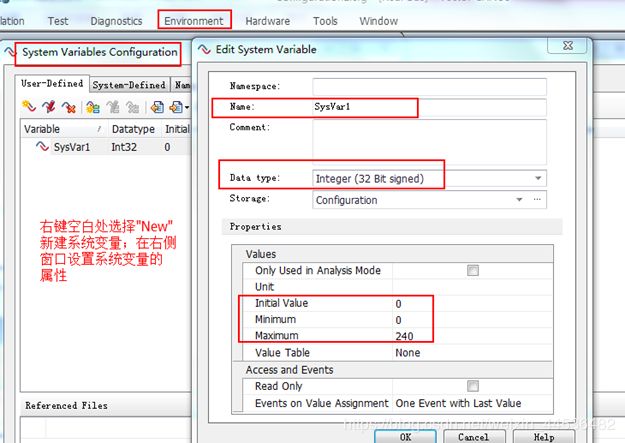 Test Diagnostics Environment Hardware Tools Window
System Variables Configuration
User-Defined System-Defined
Variable / Datatype Initial
SysVar1 Int32 0
右键空白处选择"New"
新建系统变量；在右侧
窗口设置系统变量的
属性
Referenced Files
Edit System Variable
Namespace:
Name: SysVar1
Comment:
Data type: Integer (32 Bit signed)
Storage: Configuration ...
Properties
Values
Only Used in Analysis Mode
Unit
Initial Value 0
Minimum 0
Maximum 240
Value Table None
Access and Events
Read Only
Events on Value Assignment One Event with Last Value
OK Cancel Help